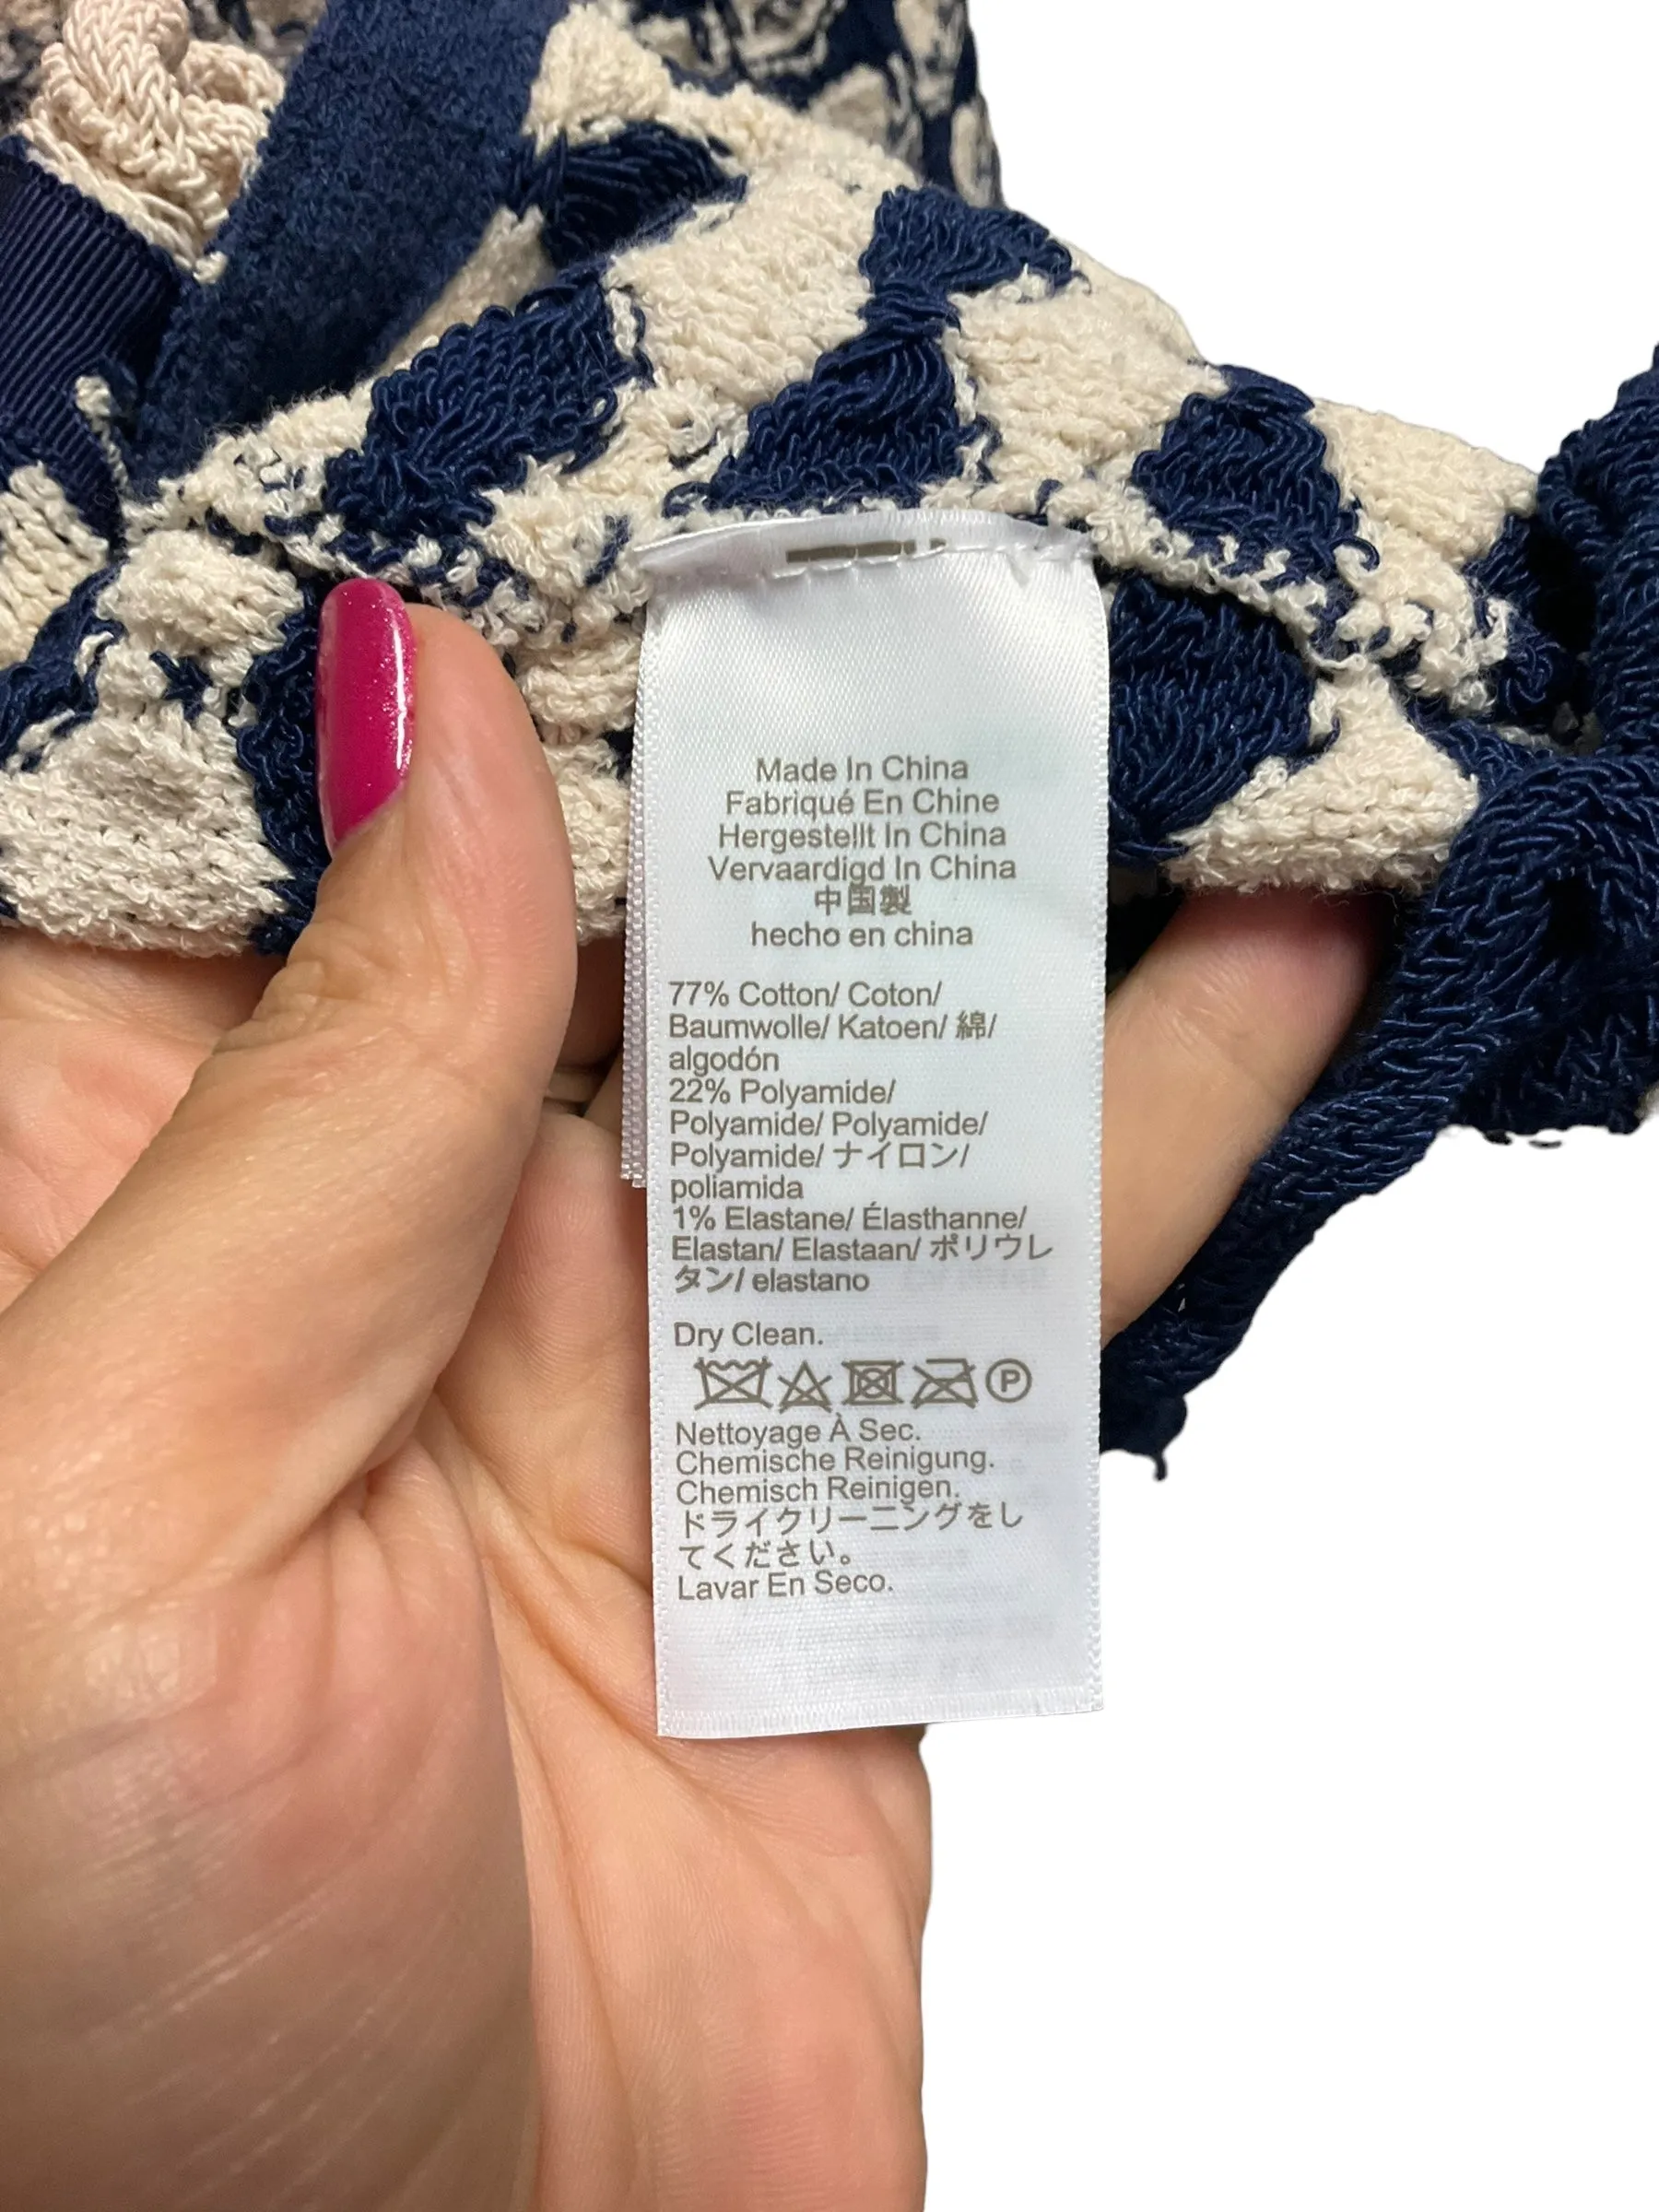 Made In China
Fabriqué En Chine
Hergestellt In China
Vervaardigd In China
中国製
hecho en china
77% Cotton/ Coton/
Baumwolle/ Katoen/ 綿/
algodón
22% Polyamide/
Polyamide/ Polyamide/
Polyamide/ ナイロン/
poliamida
1% Elastane/ Élasthanne/
Elastan/ Elastaan/ ポリウレ
タン/ elastano
Dry Clean.
P
Nettoyage À Sec.
Chemische Reinigung.
Chemisch Reinigen.
ドライクリーニングをし
てください。
Lavar En Seco.